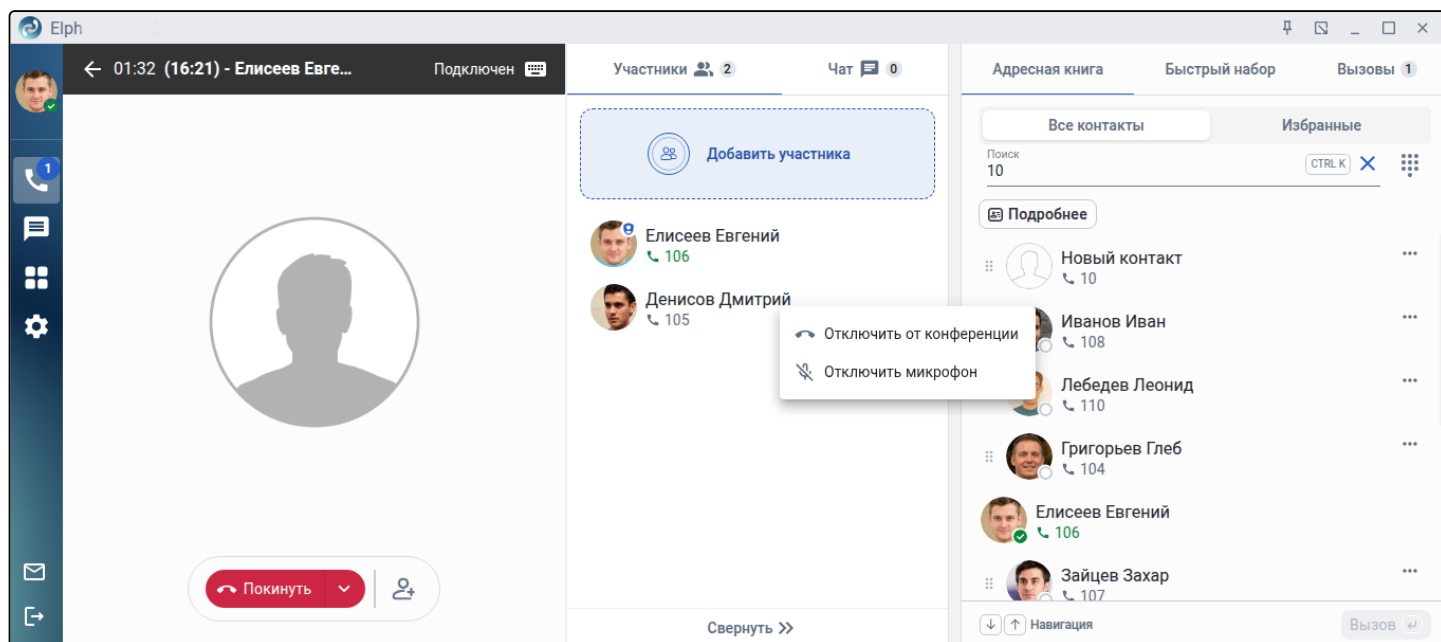 Elph
01:32 (16:21) - Елисеев Евге...
Подключен
1
Покинуть
Участники 2
Чат 0
Добавить участника
Елисеев Евгений
106
Денисов Дмитрий
105
Отключить от конференции
Отключить микрофон
Свернуть
Адресная книга
Быстрый набор
Вызовы 1
Все контакты
Избранные
Поиск
10
CTRL K
Подробнее
Новый контакт
10
Иванов Иван
108
Лебедев Леонид
110
Григорьев Глеб
104
Елисеев Евгений
106
Зайцев Захар
107
Навигация
Вызов